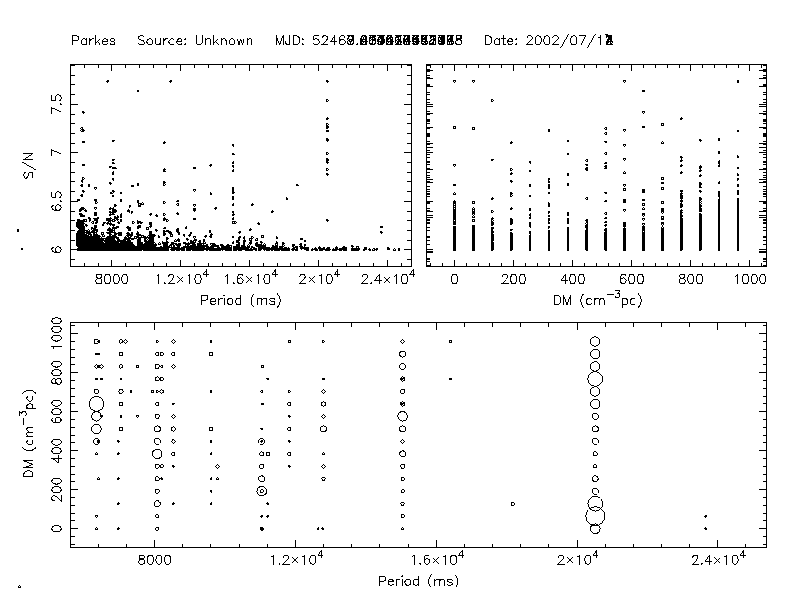 Parkes Source: Unknown MJD: Date: 2002/07/
7.5
7
6.5
6
S/N
8000 1.2×10⁴ 1.6×10⁴ 2×10⁴ 2.4×10⁴
Period (ms)
0 200 400 600 800 1000
DM (cm⁻³pc)
1000
800
600
400
200
0
DM (cm⁻³pc)
8000 1.2×10⁴ 1.6×10⁴ 2×10⁴ 2.4×10⁴
Period (ms)